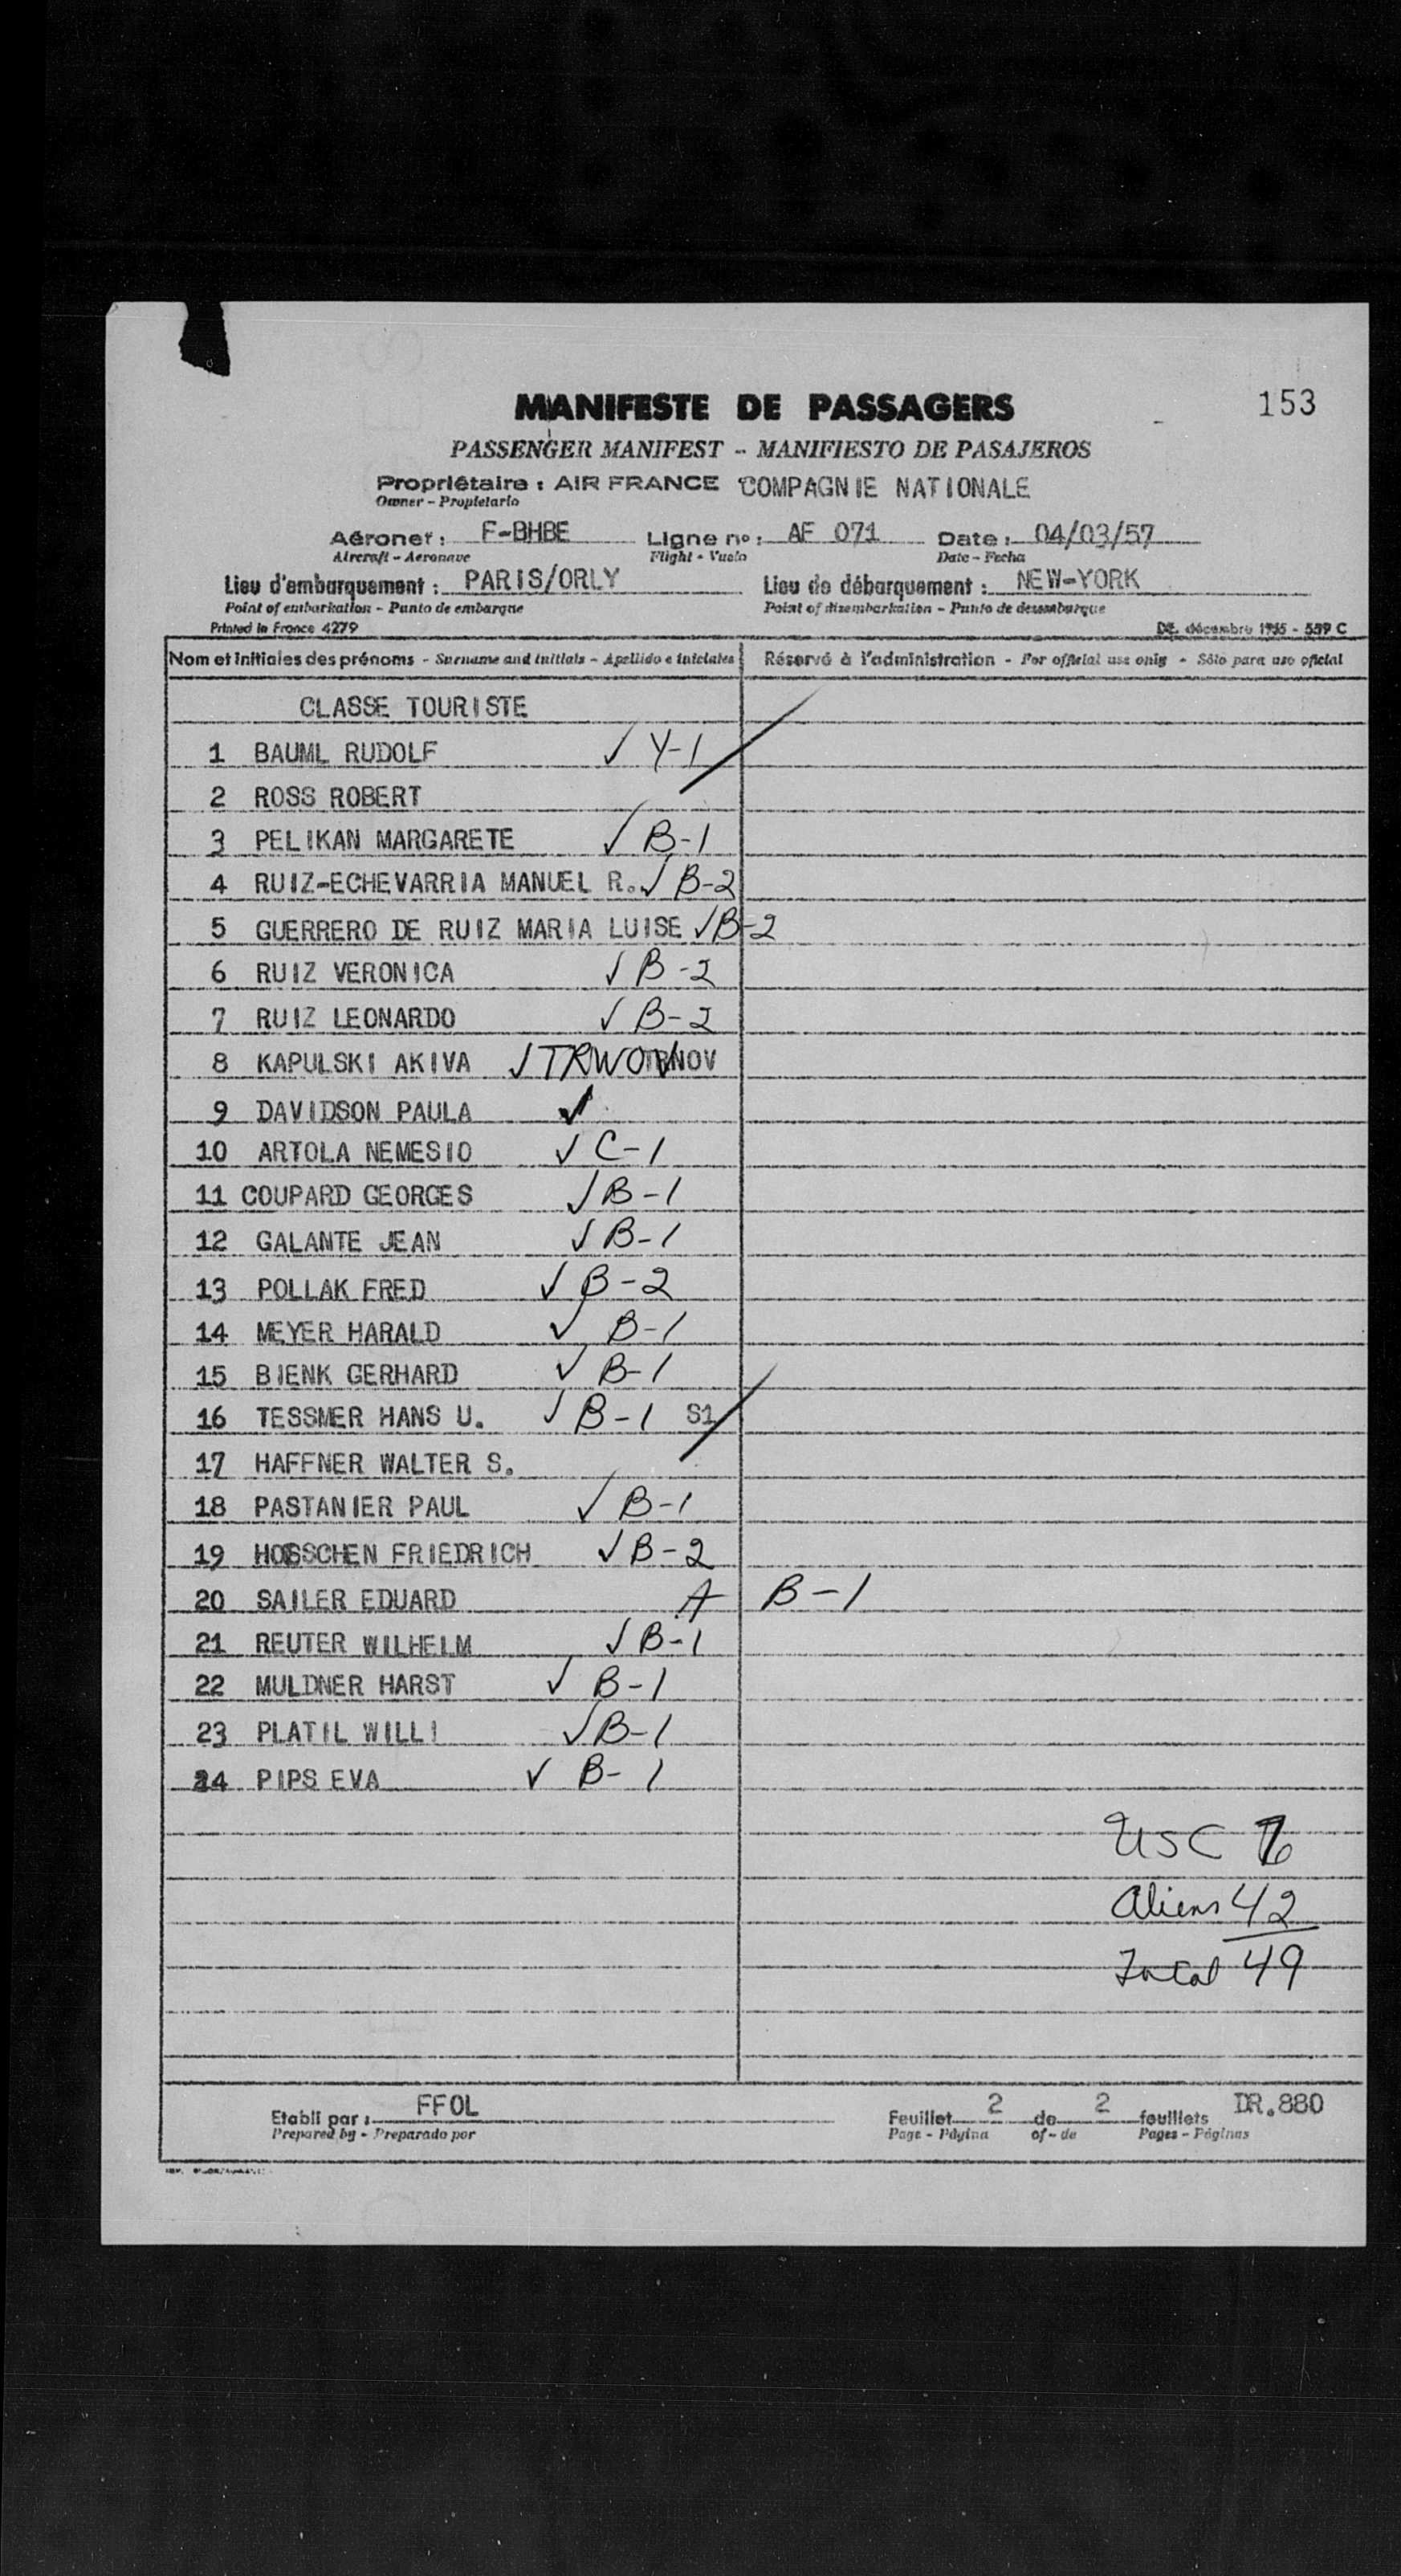 153
MANIFESTE DE PASSAGERS
PASSENGER MANIFEST - MANIFIESTO DE PASAJEROS
Propriétaire : AIR FRANCE COMPAGNIE NATIONALE
Owner - Propietario
Aéronef : F-BHBE Ligne nº : AF 071 Date : 04/03/57
Aircraft - Aeronave Flight - Vuelo Date - Fecha
Lieu d'embarquement : PARIS/ORLY Lieu de débarquement : NEW-YORK
Point of embarkation - Punto de embarque Point of disembarkation - Punto de desembarque
Printed in France 4279 DE. décembre 1955 - 559 C
Nom et initiales des prénoms - Surname and initials - Apellido e iniciales Réservé à l'administration - For official use only - Sólo para uso oficial
CLASSE TOURISTE
1 BAUML RUDOLF ✓ Y-1
2 ROSS ROBERT
3 PELIKAN MARGARETE ✓ B-1
4 RUIZ-ECHEVARRIA MANUEL R. ✓ B-2
5 GUERRERO DE RUIZ MARIA LUISE ✓ B-2
6 RUIZ VERONICA ✓ B-2
7 RUIZ LEONARDO ✓ B-2
8 KAPULSKI AKIVA ✓ TRWOV
9 DAVIDSON PAULA ✓
10 ARTOLA NEMESIO ✓ C-1
11 COUPARD GEORGES ✓ B-1
12 GALANTE JEAN ✓ B-1
13 POLLAK FRED ✓ B-2
14 MEYER HARALD ✓ B-1
15 BIENK GERHARD ✓ B-1
16 TESSMER HANS U. ✓ B-1 S1
17 HAFFNER WALTER S.
18 PASTANIER PAUL ✓ B-1
19 HOSSCHEN FRIEDRICH ✓ B-2
20 SAILER EDUARD A B-1
21 REUTER WILHELM ✓ B-1
22 MULDNER HARST ✓ B-1
23 PLATIL WILLI ✓ B-1
24 PIPS EVA ✓ B-1
USC 7
Aliens 42
Total 49
Etabli par : FFOL Feuillet 2 de 2 feuillets DR.880
Prepared by - Preparado por Page - Página of - de Pages - Páginas